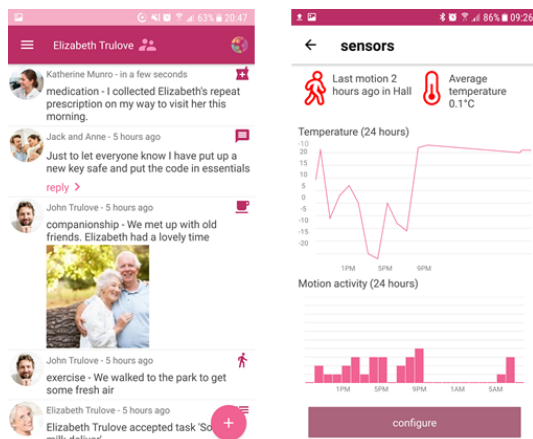 63% 20:47
Elizabeth Trulove
Katherine Munro - in a few seconds
medication - I collected Elizabeth's repeat
prescription on my way to visit her this
morning.
Jack and Anne - 5 hours ago
Just to let everyone know I have put up a
new key safe and put the code in essentials
reply >
John Trulove - 5 hours ago
companionship - We met up with old
friends. Elizabeth had a lovely time
John Trulove - 5 hours ago
exercise - We walked to the park to get
some fresh air
Elizabeth Trulove - 5 hours ago
Elizabeth Trulove accepted task 'So
+
86% 09:26
sensors
Last motion 2
hours ago in Hall
Average
temperature
0.1°C
Temperature (24 hours)
-10
20
15
10
5
0
-5
-10
-15
-20
1PM 5PM 9PM
Motion activity (24 hours)
1PM 5PM 9PM 1AM 5AM
configure